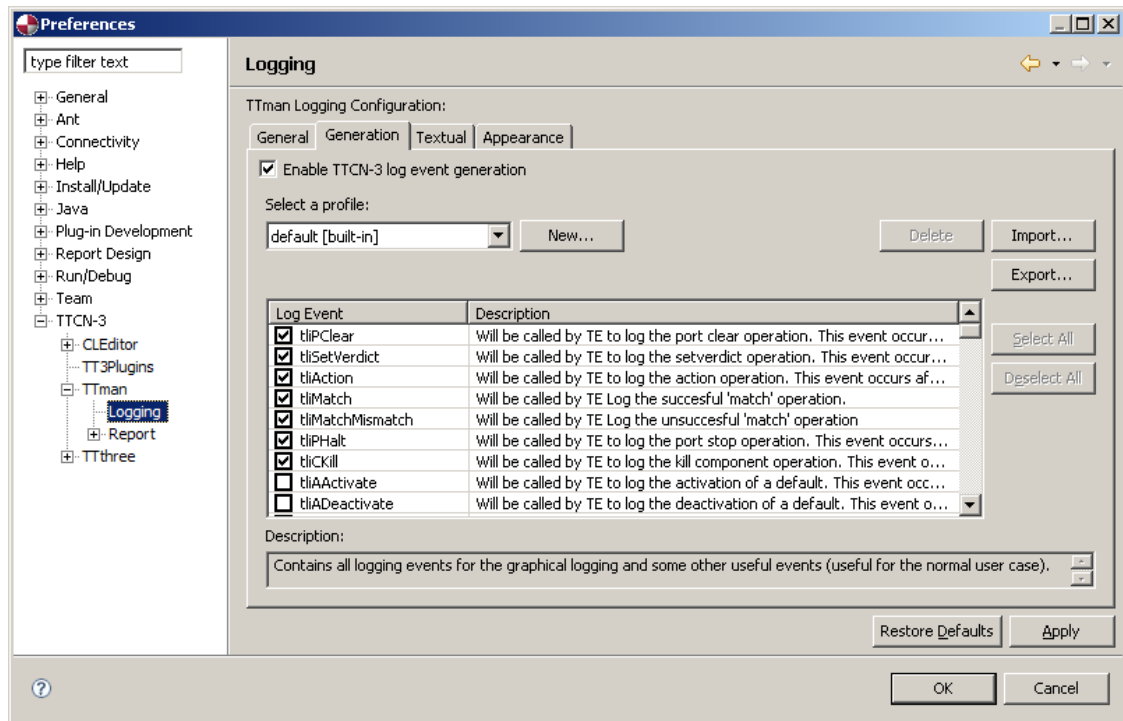 Preferences
type filter text
General
Ant
Connectivity
Help
Install/Update
Java
Plug-in Development
Report Design
Run/Debug
Team
TTCN-3
CLEditor
TT3Plugins
TTman
Logging
Report
TTthree
Logging
TTman Logging Configuration:
General Generation Textual Appearance
Enable TTCN-3 log event generation
Select a profile:
default [built-in] New... Delete Import...
Export...
Log Event Description
tliPClear Will be called by TE to log the port clear operation. This event occur...
tliSetVerdict Will be called by TE to log the setverdict operation. This event occur...
tliAction Will be called by TE to log the action operation. This event occurs af...
tliMatch Will be called by TE Log the succesful 'match' operation.
tliMatchMismatch Will be called by TE Log the unsuccesful 'match' operation
tliPHalt Will be called by TE to log the port stop operation. This event occurs...
tliCKill Will be called by TE to log the kill component operation. This event o...
tliAActivate Will be called by TE to log the activation of a default. This event occ...
tliADeactivate Will be called by TE to log the deactivation of a default. This event o...
Select All
Deselect All
Description:
Contains all logging events for the graphical logging and some other useful events (useful for the normal user case).
Restore Defaults Apply
OK Cancel